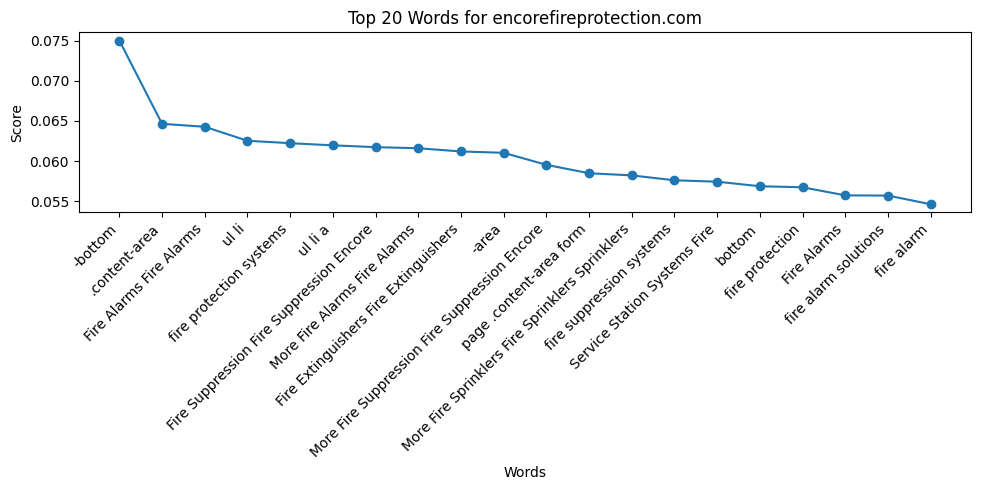 Top 20 Words for encorefireprotection.com
Score
0.075
0.070
0.065
0.060
0.055
-bottom
.content-area
Fire Alarms Fire Alarms
ul li
fire protection systems
ul li a
Fire Suppression Fire Suppression Encore
More Fire Alarms Fire Alarms
Fire Extinguishers Fire Extinguishers
-area
More Fire Suppression Fire Suppression Encore
page .content-area form
More Fire Sprinklers Fire Sprinklers Sprinklers
fire suppression systems
Service Station Systems Fire
bottom
fire protection
Fire Alarms
fire alarm solutions
fire alarm
Words